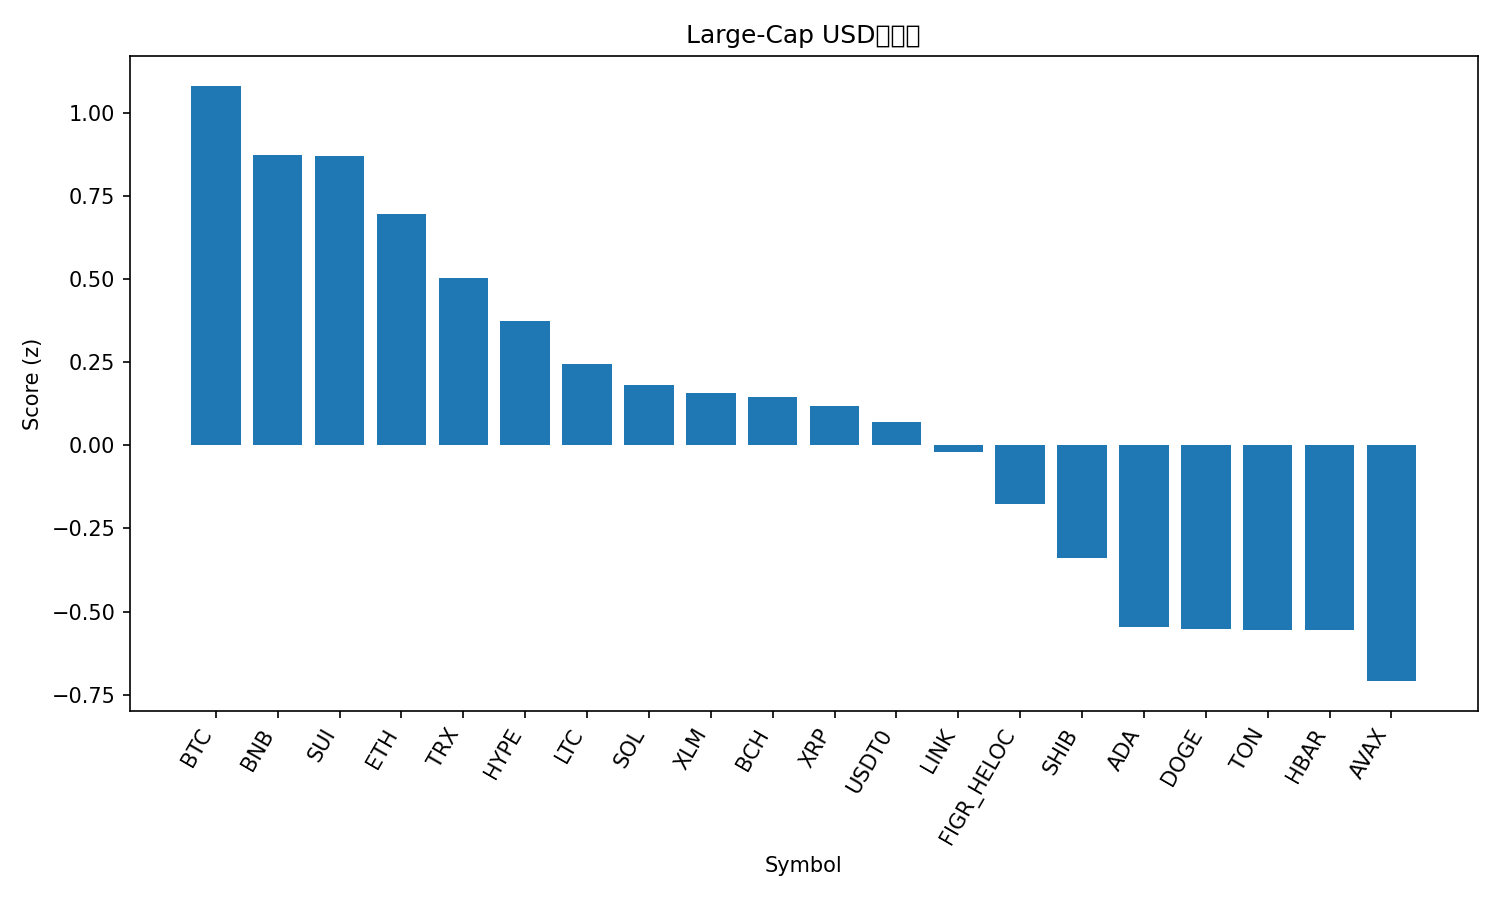 Large-Cap USD
Score (z)
1.00
0.75
0.50
0.25
0.00
−0.25
−0.50
−0.75
BTC
BNB
SUI
ETH
TRX
HYPE
LTC
SOL
XLM
BCH
XRP
USDT0
LINK
FIGR_HELOC
SHIB
ADA
DOGE
TON
HBAR
AVAX
Symbol